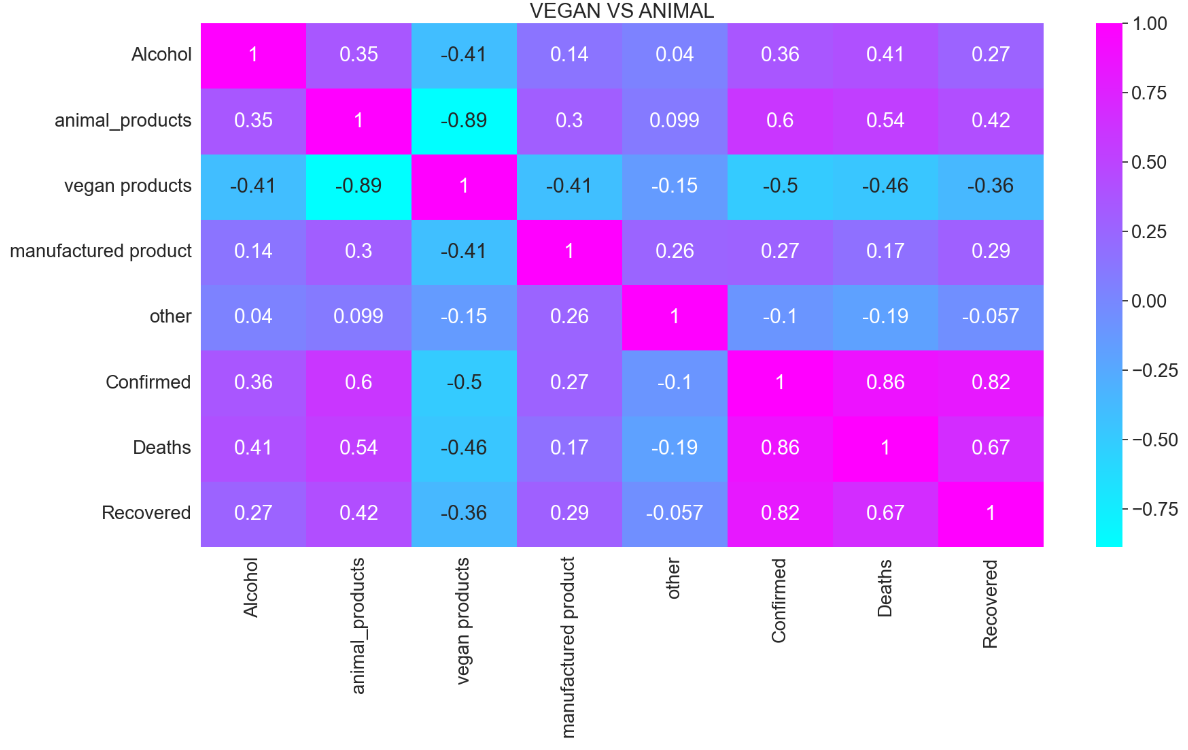 VEGAN VS ANIMAL
Alcohol 1 0.35 -0.41 0.14 0.04 0.36 0.41 0.27
animal_products 0.35 1 -0.89 0.3 0.099 0.6 0.54 0.42
vegan products -0.41 -0.89 1 -0.41 -0.15 -0.5 -0.46 -0.36
manufactured product 0.14 0.3 -0.41 1 0.26 0.27 0.17 0.29
other 0.04 0.099 -0.15 0.26 1 -0.1 -0.19 -0.057
Confirmed 0.36 0.6 -0.5 0.27 -0.1 1 0.86 0.82
Deaths 0.41 0.54 -0.46 0.17 -0.19 0.86 1 0.67
Recovered 0.27 0.42 -0.36 0.29 -0.057 0.82 0.67 1
Alcohol
animal_products
vegan products
manufactured product
other
Confirmed
Deaths
Recovered
1.00
0.75
0.50
0.25
0.00
−0.25
−0.50
−0.75